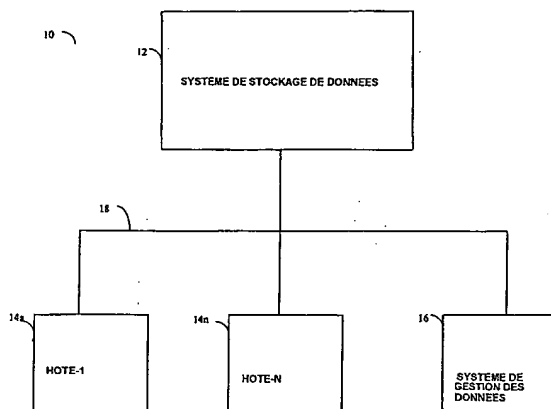 10
12
SYSTEME DE STOCKAGE DE DONNEES
18
14a
HOTE-1
14n
HOTE-N
16
SYSTEME DE
GESTION DES
DONNEES